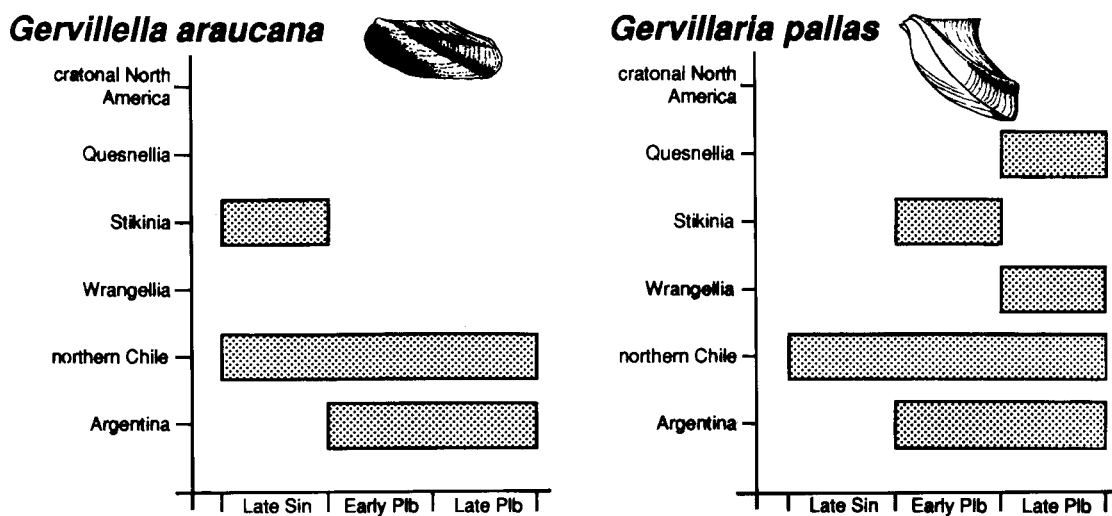 Gervillella araucana
cratonal North
America
Quesnellia
Stikinia
Wrangellia
northern Chile
Argentina
Late Sin
Early Plb
Late Plb
Gervillaria pallas
cratonal North
America
Quesnellia
Stikinia
Wrangellia
northern Chile
Argentina
Late Sin
Early Plb
Late Plb